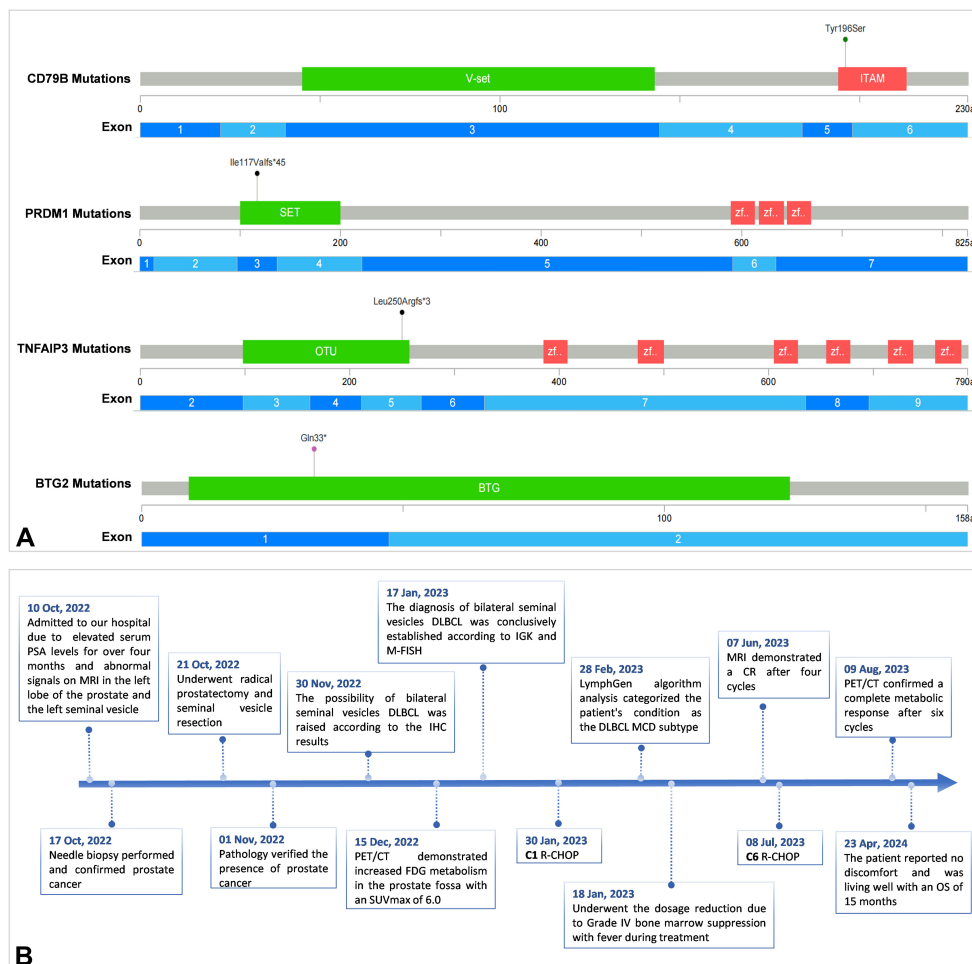 Tyr196Ser
CD79B Mutations
V-set
ITAM
0
100
230a
Exon
1
2
3
4
5
6
Ile117Valfs*45
PRDM1 Mutations
SET
zf..
zf..
zf..
0
200
400
600
825a
Exon
1
2
3
4
5
6
7
Leu250Argfs*3
TNFAIP3 Mutations
OTU
zf..
zf..
zf..
zf..
zf..
zf..
0
200
400
600
790a
Exon
2
3
4
5
6
7
8
9
Gln33*
BTG2 Mutations
BTG
0
100
158a
Exon
1
2
A
10 Oct, 2022
Admitted to our hospital
due to elevated serum
PSA levels for over four
months and abnormal
signals on MRI in the left
lobe of the prostate and
the left seminal vesicle
21 Oct, 2022
Underwent radical
prostatectomy and
seminal vesicle
resection
30 Nov, 2022
The possibility of bilateral
seminal vesicles DLBCL was
raised according to the IHC
results
17 Jan, 2023
The diagnosis of bilateral seminal
vesicles DLBCL was conclusively
established according to IGK and
M-FISH
28 Feb, 2023
LymphGen algorithm
analysis categorized the
patient's condition as
the DLBCL MCD subtype
07 Jun, 2023
MRI demonstrated
a CR after four
cycles
09 Aug, 2023
PET/CT confirmed a
complete metabolic
response after six
cycles
17 Oct, 2022
Needle biopsy performed
and confirmed prostate
cancer
01 Nov, 2022
Pathology verified the
presence of prostate
cancer
15 Dec, 2022
PET/CT demonstrated
increased FDG metabolism
in the prostate fossa with
an SUVmax of 6.0
30 Jan, 2023
C1 R-CHOP
18 Jan, 2023
Underwent the dosage reduction due
to Grade IV bone marrow suppression
with fever during treatment
08 Jul, 2023
C6 R-CHOP
23 Apr, 2024
The patient reported no
discomfort and was
living well with an OS of
15 months
B